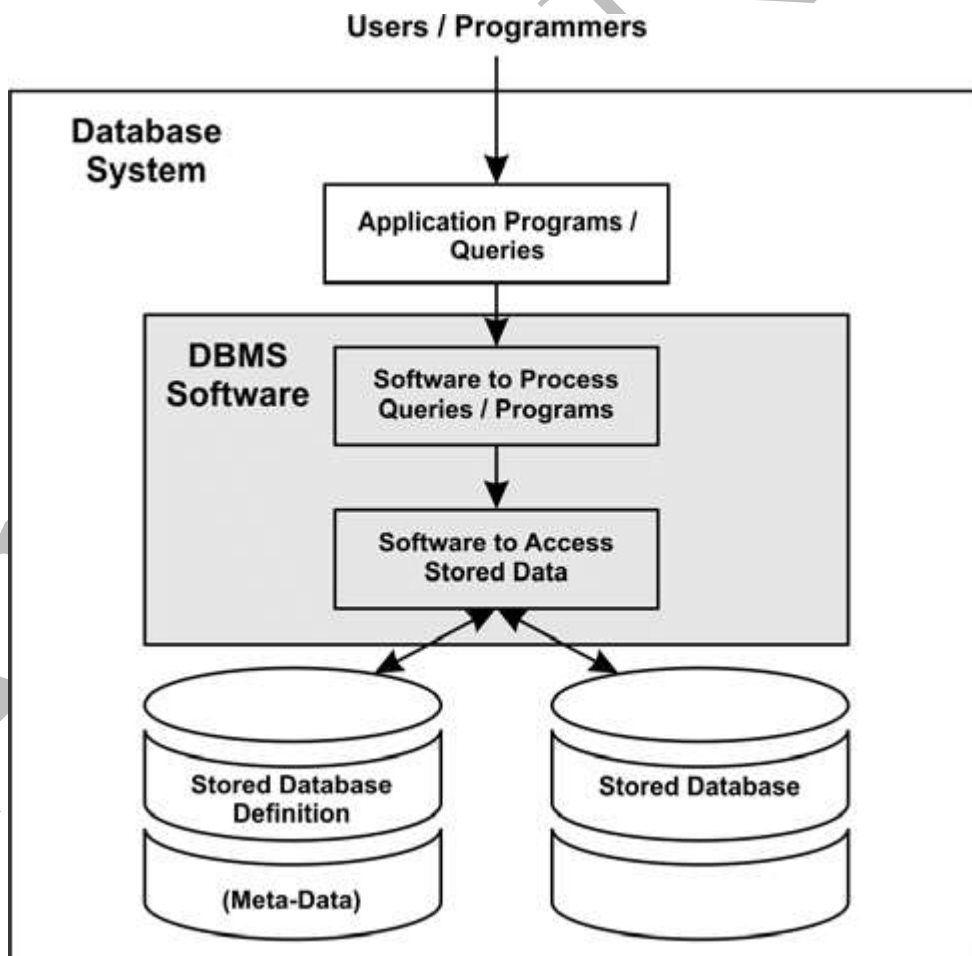 Users / Programmers
Database
System
Application Programs /
Queries
DBMS
Software
Software to Process
Queries / Programs
Software to Access
Stored Data
Stored Database
Definition
(Meta-Data)
Stored Database